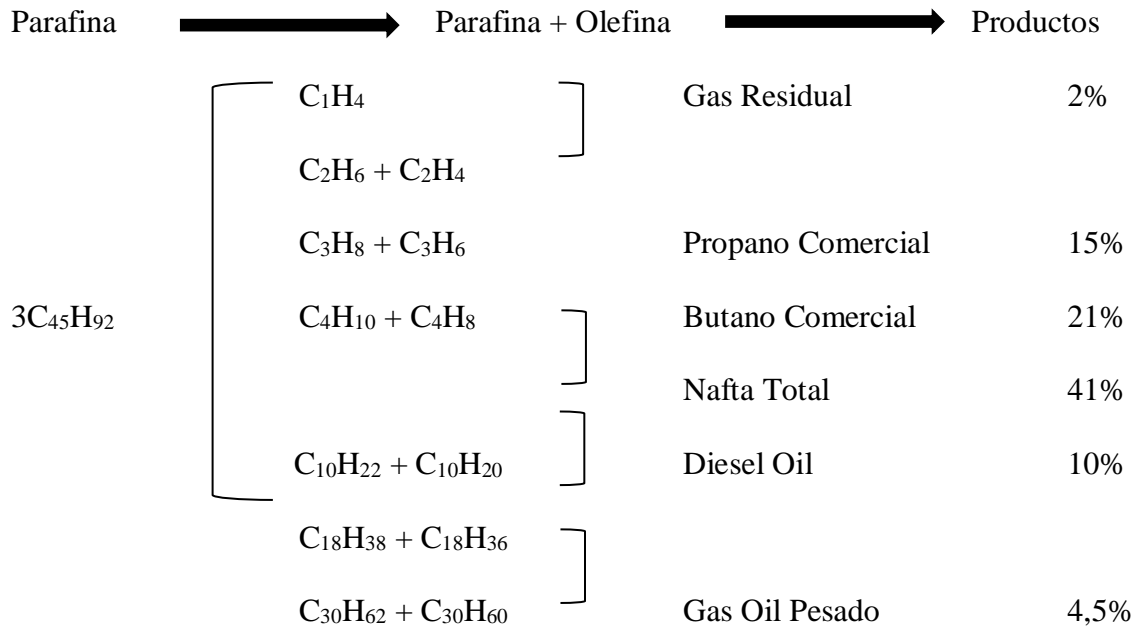 Parafina Parafina + Olefina Productos
C₁H₄ Gas Residual 2%
C₂H₆ + C₂H₄
C₃H₈ + C₃H₆ Propano Comercial 15%
3C₄₅H₉₂ C₄H₁₀ + C₄H₈ Butano Comercial 21%
Nafta Total 41%
C₁₀H₂₂ + C₁₀H₂₀ Diesel Oil 10%
C₁₈H₃₈ + C₁₈H₃₆
C₃₀H₆₂ + C₃₀H₆₀ Gas Oil Pesado 4,5%